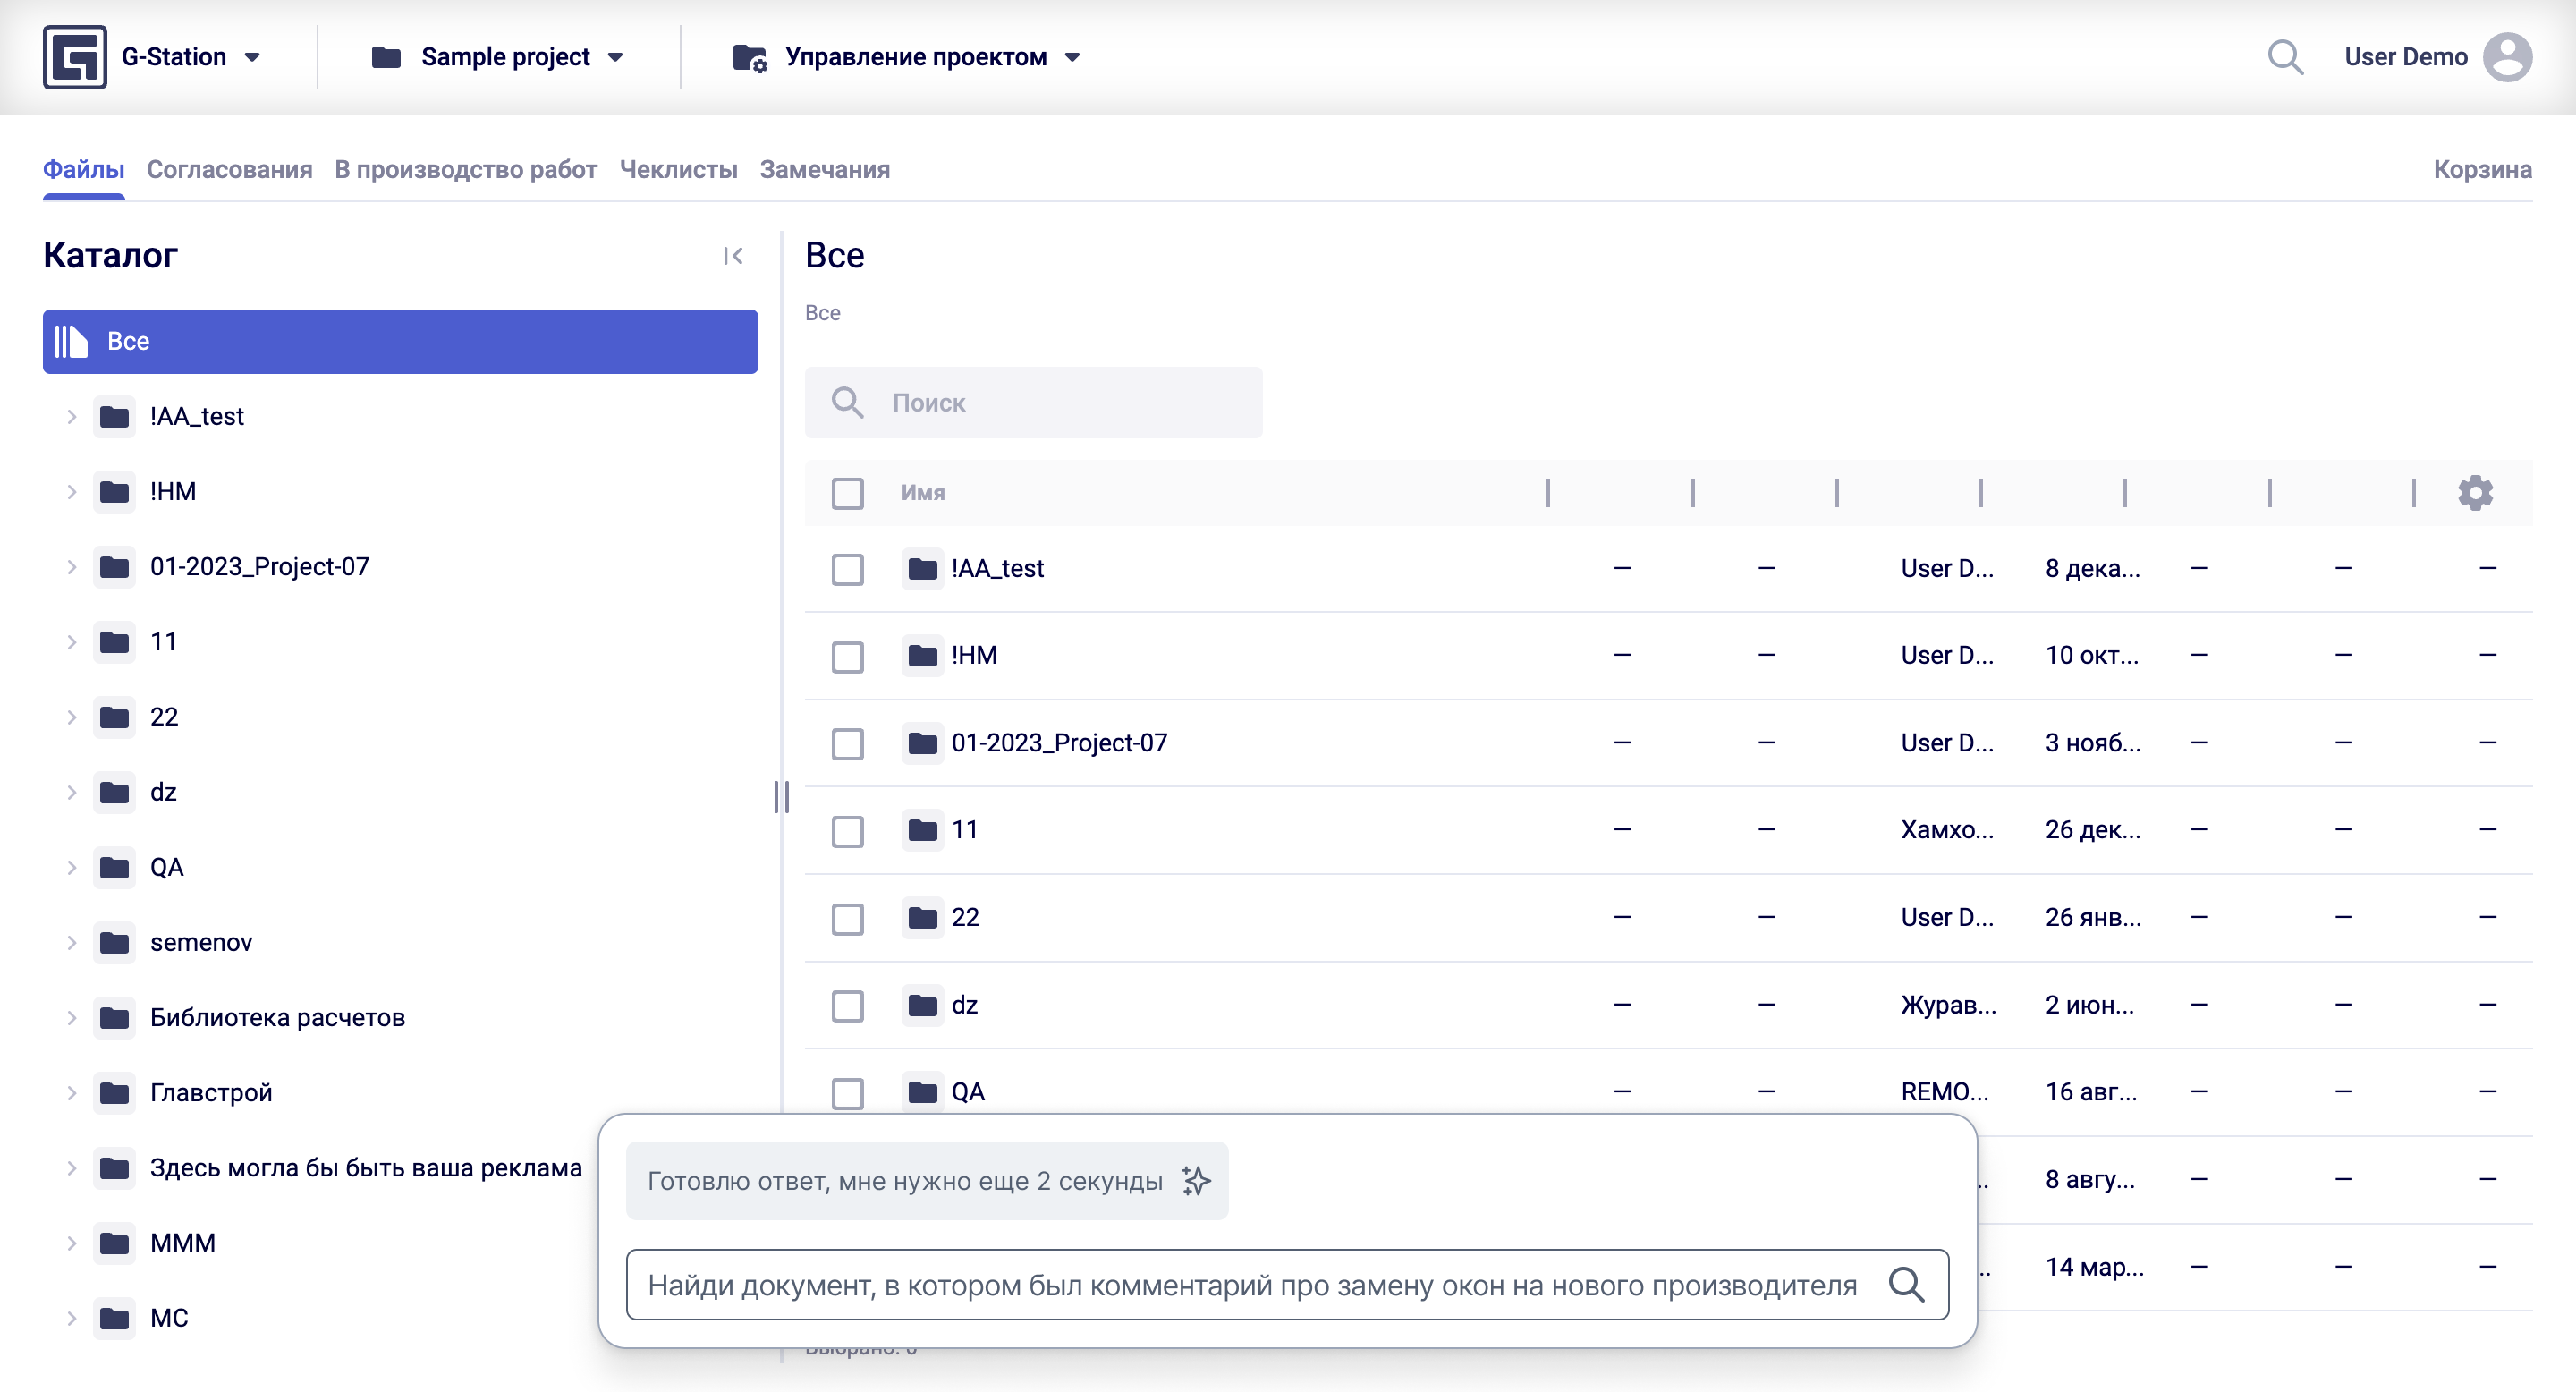 G-Station
Sample project
Управление проектом
User Demo
Файлы Согласования В производство работ Чеклисты Замечания
Корзина
Каталог
Все
!AA_test
!HM
01-2023_Project-07
11
22
dz
QA
semenov
Библиотека расчетов
Главстрой
Здесь могла бы быть ваша реклама
МММ
МС
Все
Все
Поиск
Имя
!AA_test — — User D... 8 дека... — — —
!HM — — User D... 10 окт... — — —
01-2023_Project-07 — — User D... 3 нояб... — — —
11 — — Хамхо... 26 дек... — — —
22 — — User D... 26 янв... — — —
dz — — Журав... 2 июн... — — —
QA — — REMO... 16 авг... — — —
8 авгу... — — —
14 мар... — — —
Готовлю ответ, мне нужно еще 2 секунды
Найди документ, в котором был комментарий про замену окон на нового производителя